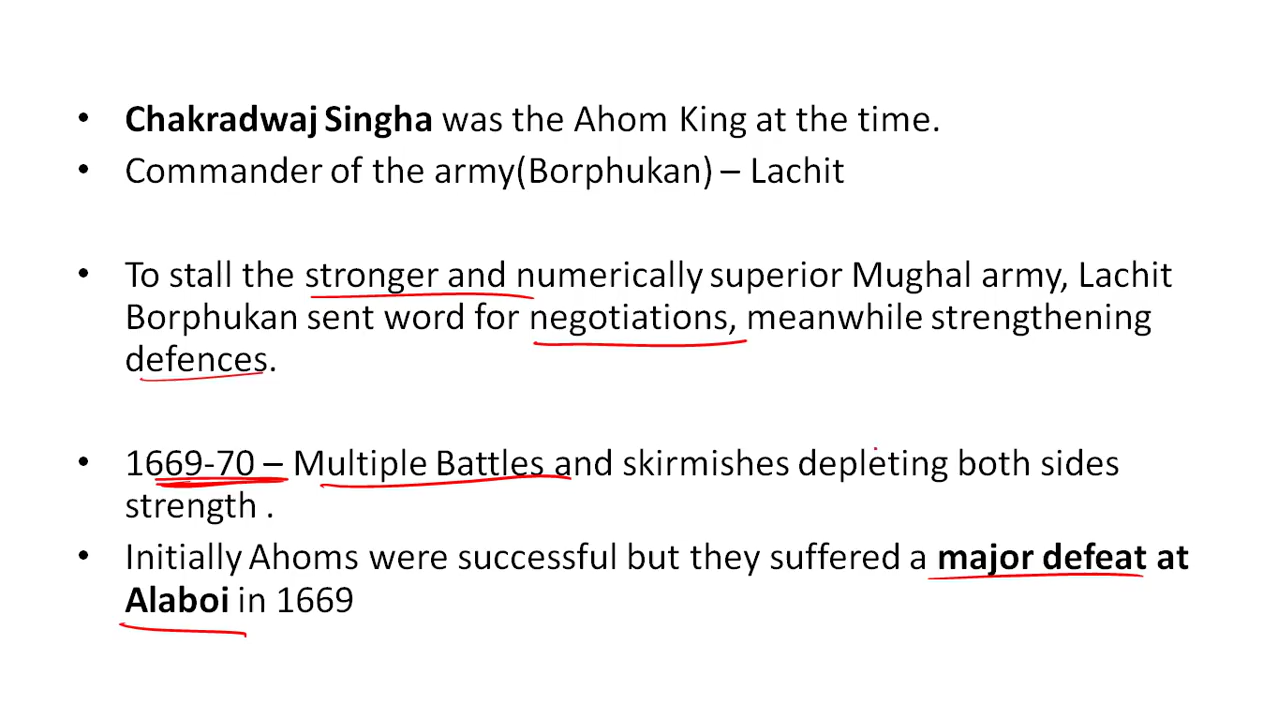 • Chakradwaj Singha was the Ahom King at the time.
• Commander of the army(Borphukan) – Lachit
• To stall the stronger and numerically superior Mughal army, Lachit
Borphukan sent word for negotiations, meanwhile strengthening
defences.
• 1669-70 – Multiple Battles and skirmishes depleting both sides
strength .
• Initially Ahoms were successful but they suffered a major defeat at
Alaboi in 1669